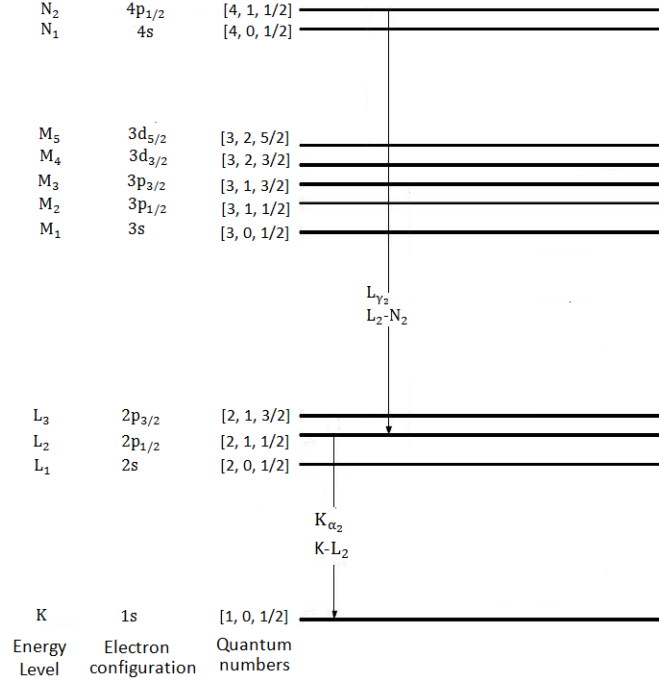 N₂ 4p₁/₂ [4, 1, 1/2]
N₁ 4s [4, 0, 1/2]
M₅ 3d₅/₂ [3, 2, 5/2]
M₄ 3d₃/₂ [3, 2, 3/2]
M₃ 3p₃/₂ [3, 1, 3/2]
M₂ 3p₁/₂ [3, 1, 1/2]
M₁ 3s [3, 0, 1/2]
Lγ₂
L₂-N₂
L₃ 2p₃/₂ [2, 1, 3/2]
L₂ 2p₁/₂ [2, 1, 1/2]
L₁ 2s [2, 0, 1/2]
Kα₂
K-L₂
K 1s [1, 0, 1/2]
Energy Electron Quantum
Level configuration numbers